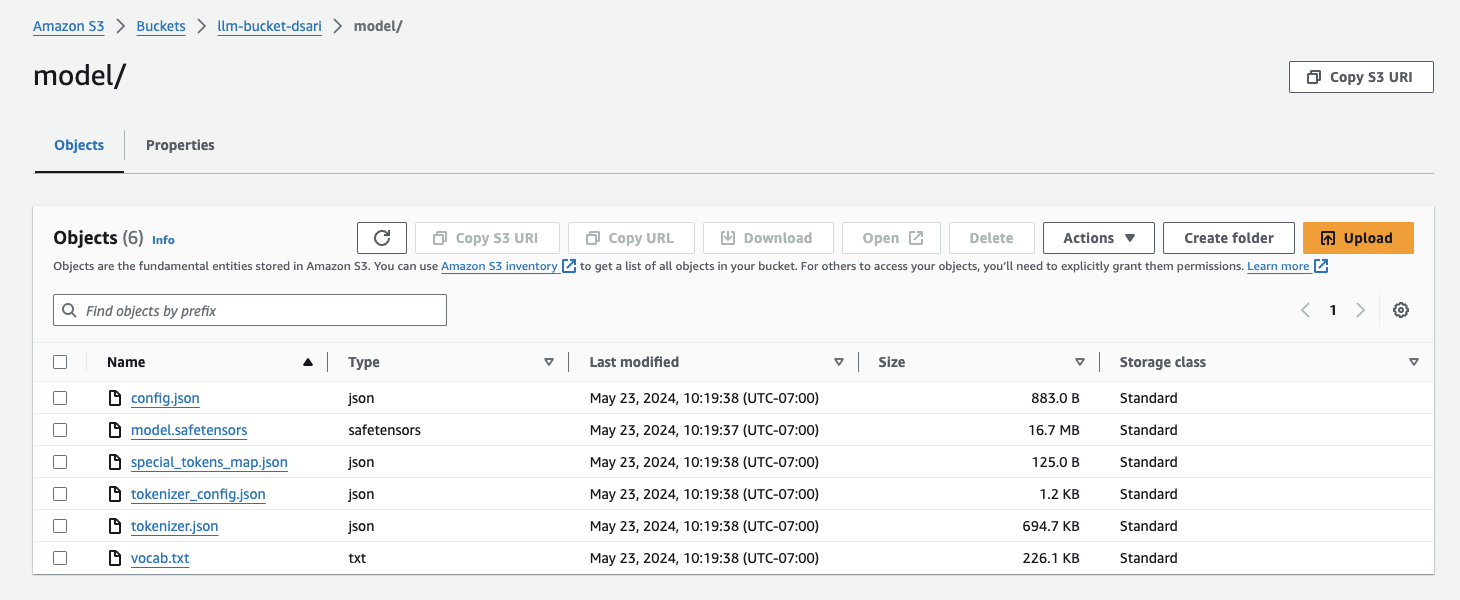 Amazon S3 > Buckets > llm-bucket-dsari > model/
model/
Copy S3 URI
Objects Properties
Objects (6) Info
Copy S3 URI Copy URL Download Open Delete Actions Create folder Upload
Objects are the fundamental entities stored in Amazon S3. You can use Amazon S3 inventory to get a list of all objects in your bucket. For others to access your objects, you'll need to explicitly grant them permissions. Learn more
Find objects by prefix
1
Name Type Last modified Size Storage class
config.json json May 23, 2024, 10:19:38 (UTC-07:00) 883.0 B Standard
model.safetensors safetensors May 23, 2024, 10:19:37 (UTC-07:00) 16.7 MB Standard
special_tokens_map.json json May 23, 2024, 10:19:38 (UTC-07:00) 125.0 B Standard
tokenizer_config.json json May 23, 2024, 10:19:38 (UTC-07:00) 1.2 KB Standard
tokenizer.json json May 23, 2024, 10:19:38 (UTC-07:00) 694.7 KB Standard
vocab.txt txt May 23, 2024, 10:19:38 (UTC-07:00) 226.1 KB Standard